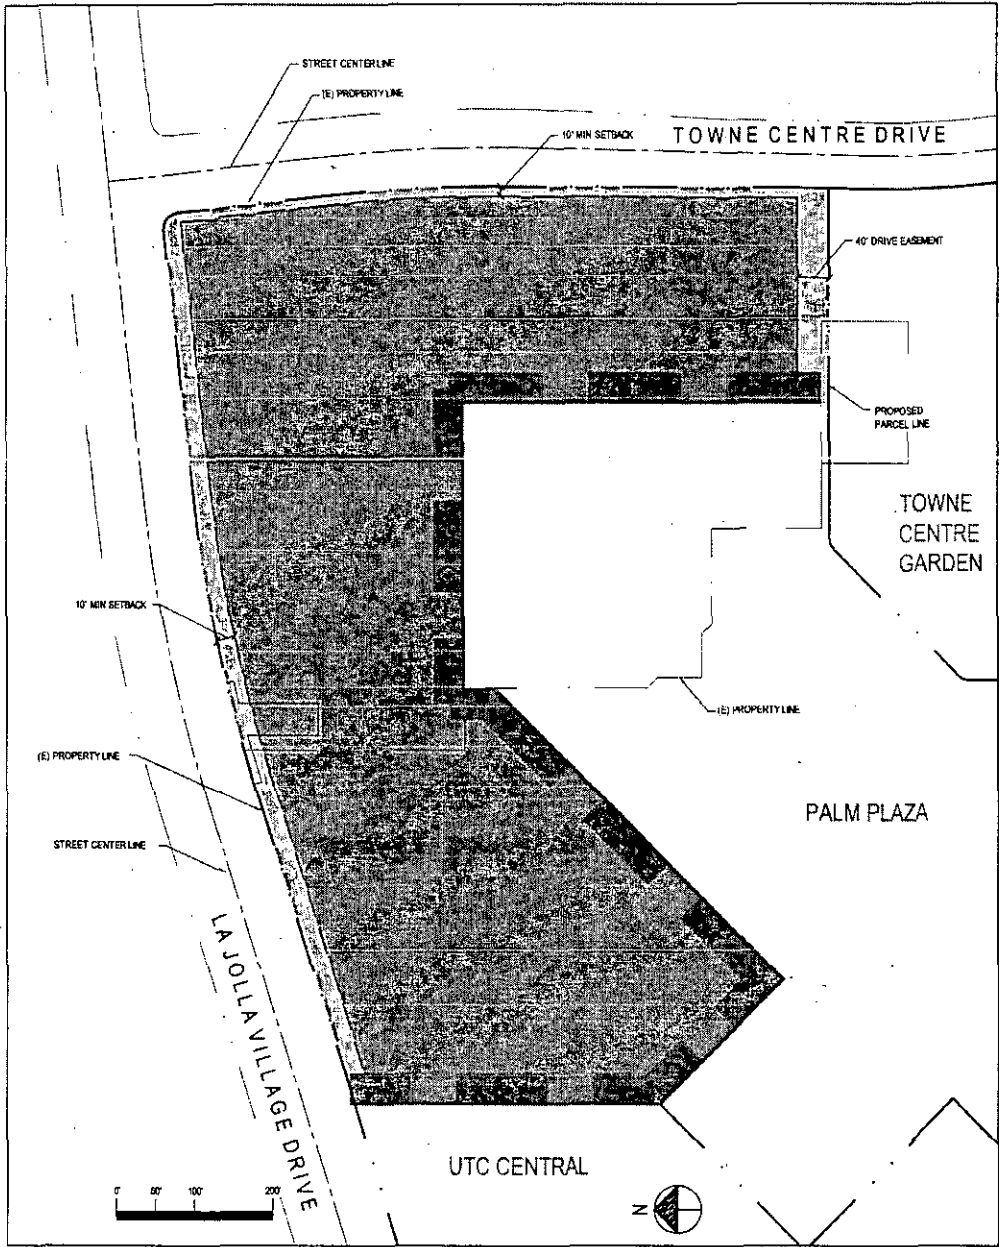 STREET CENTERLINE
(E) PROPERTY LINE
10' MIN SETBACK
TOWNE CENTRE DRIVE
40' DRIVE EASEMENT
PROPOSED
PARCEL LINE
TOWNE
CENTRE
GARDEN
10' MIN SETBACK
(E) PROPERTY LINE
(E) PROPERTY LINE
PALM PLAZA
STREET CENTER LINE
LA JOLLA VILLAGE DRIVE
UTC CENTRAL
0' 50' 100' 200'
N